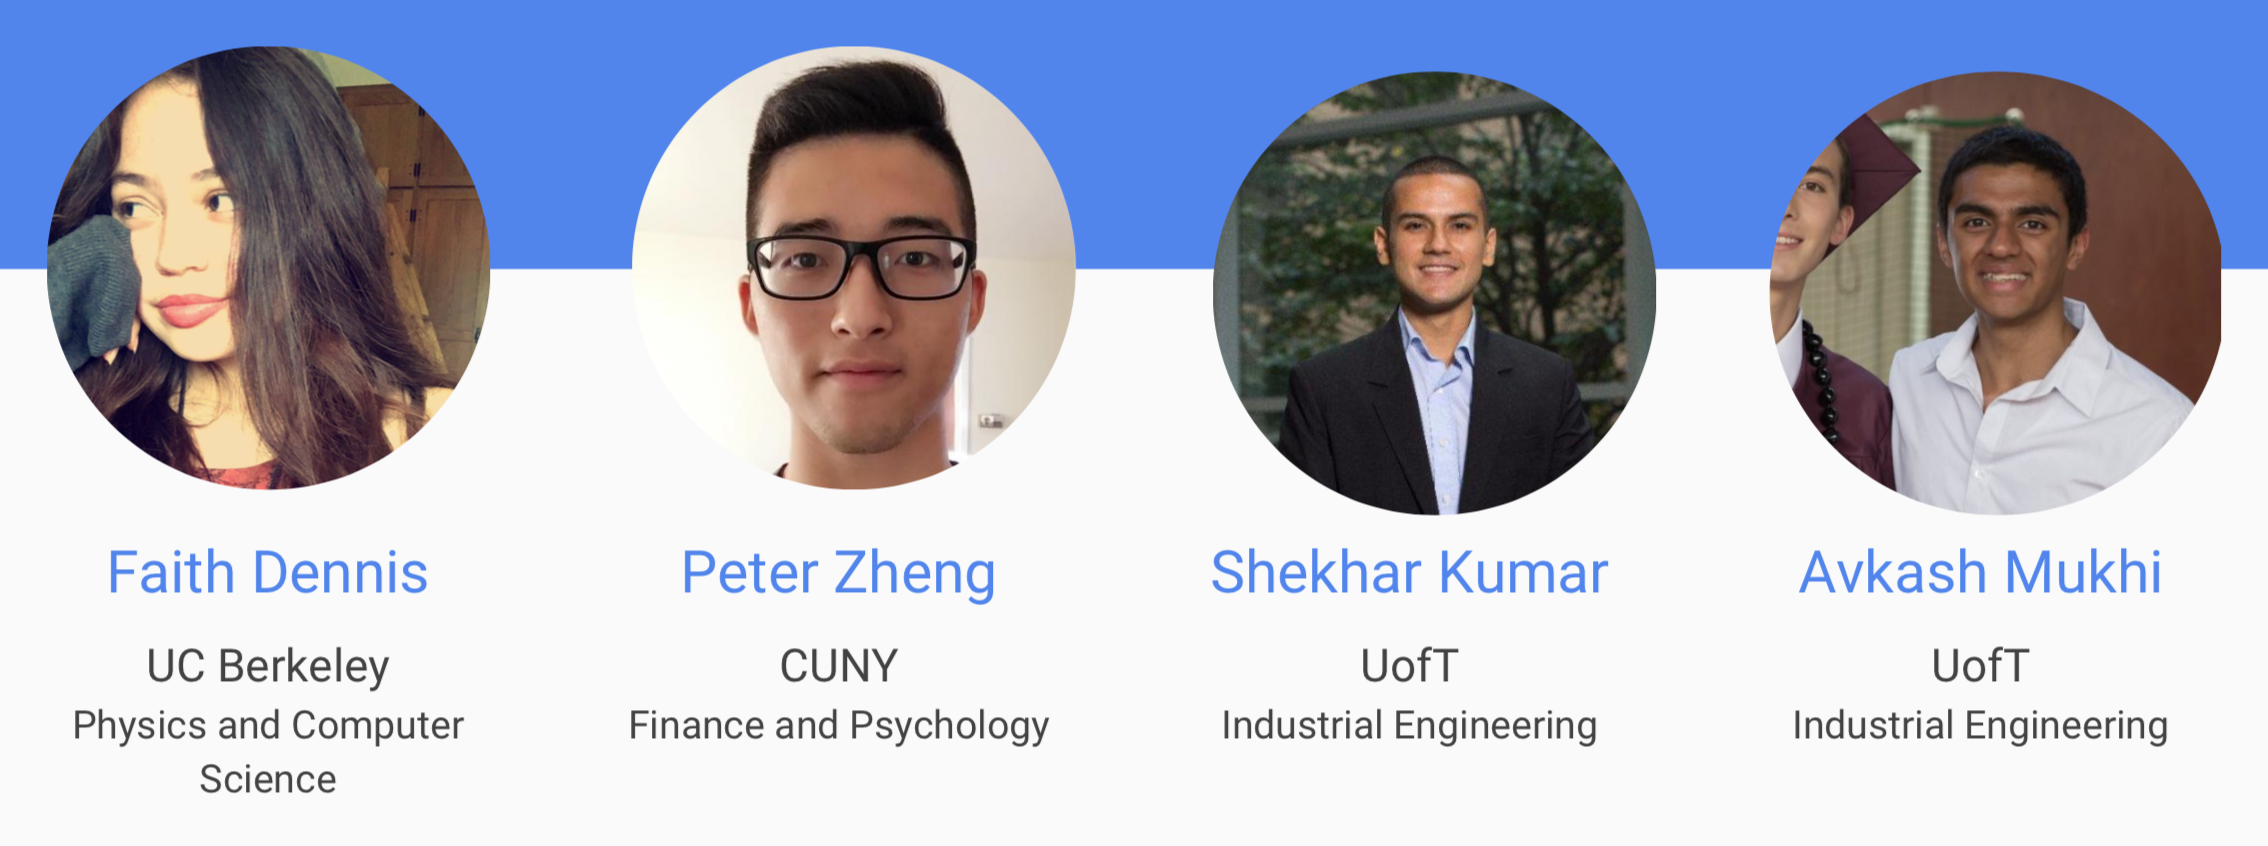 Faith Dennis
UC Berkeley
Physics and Computer
Science
Peter Zheng
CUNY
Finance and Psychology
Shekhar Kumar
UofT
Industrial Engineering
Avkash Mukhi
UofT
Industrial Engineering